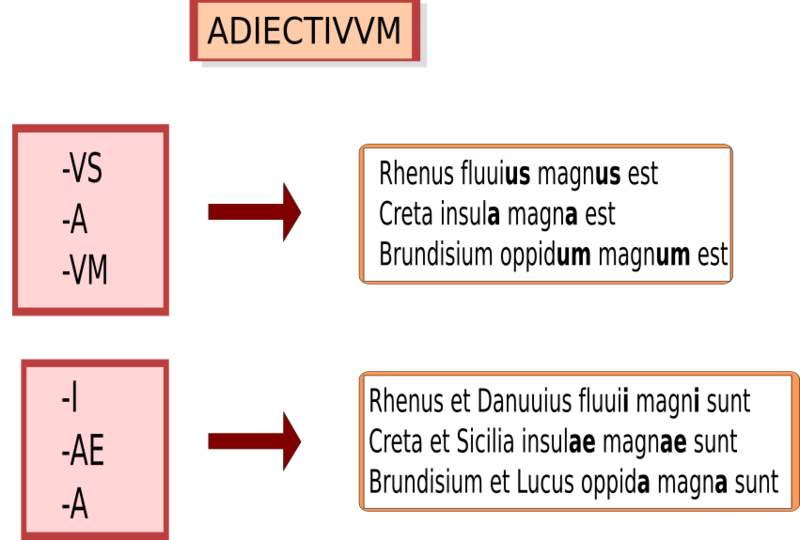 ADIECTIVVM
-VS
-A
-VM
Rhenus fluuius magnus est
Creta insula magna est
Brundisium oppidum magnum est
-I
-AE
-A
Rhenus et Danuuius fluuii magni sunt
Creta et Sicilia insulae magnae sunt
Brundisium et Lucus oppida magna sunt